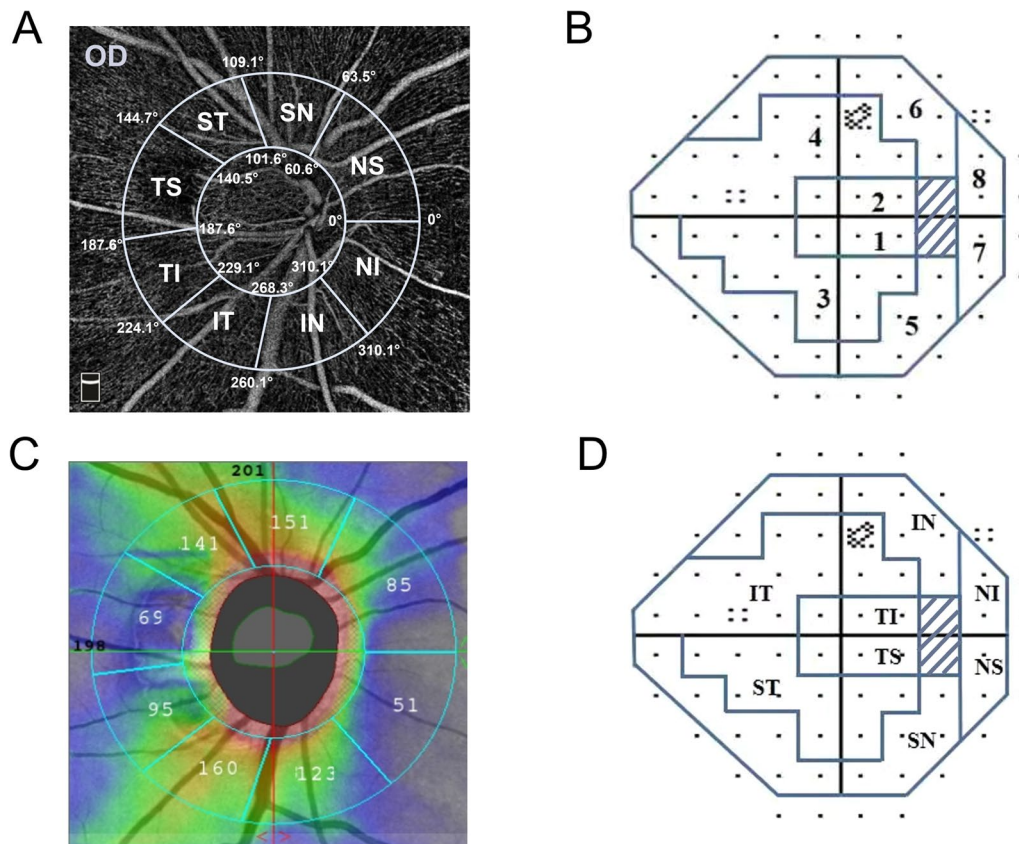 A
OD
109.1°
63.5°
SN
ST
144.7°
101.6°
60.6°
NS
140.5°
TS
187.6°
187.6°
0°
0°
TI
229.1°
310.1°
NI
268.3°
224.1°
IT
IN
310.1°
260.1°
B
6
4
8
2
1
7
3
5
C
201
151
141
85
69
198
95
51
160
123
D
IN
IT
TI
NI
TS
NS
ST
SN